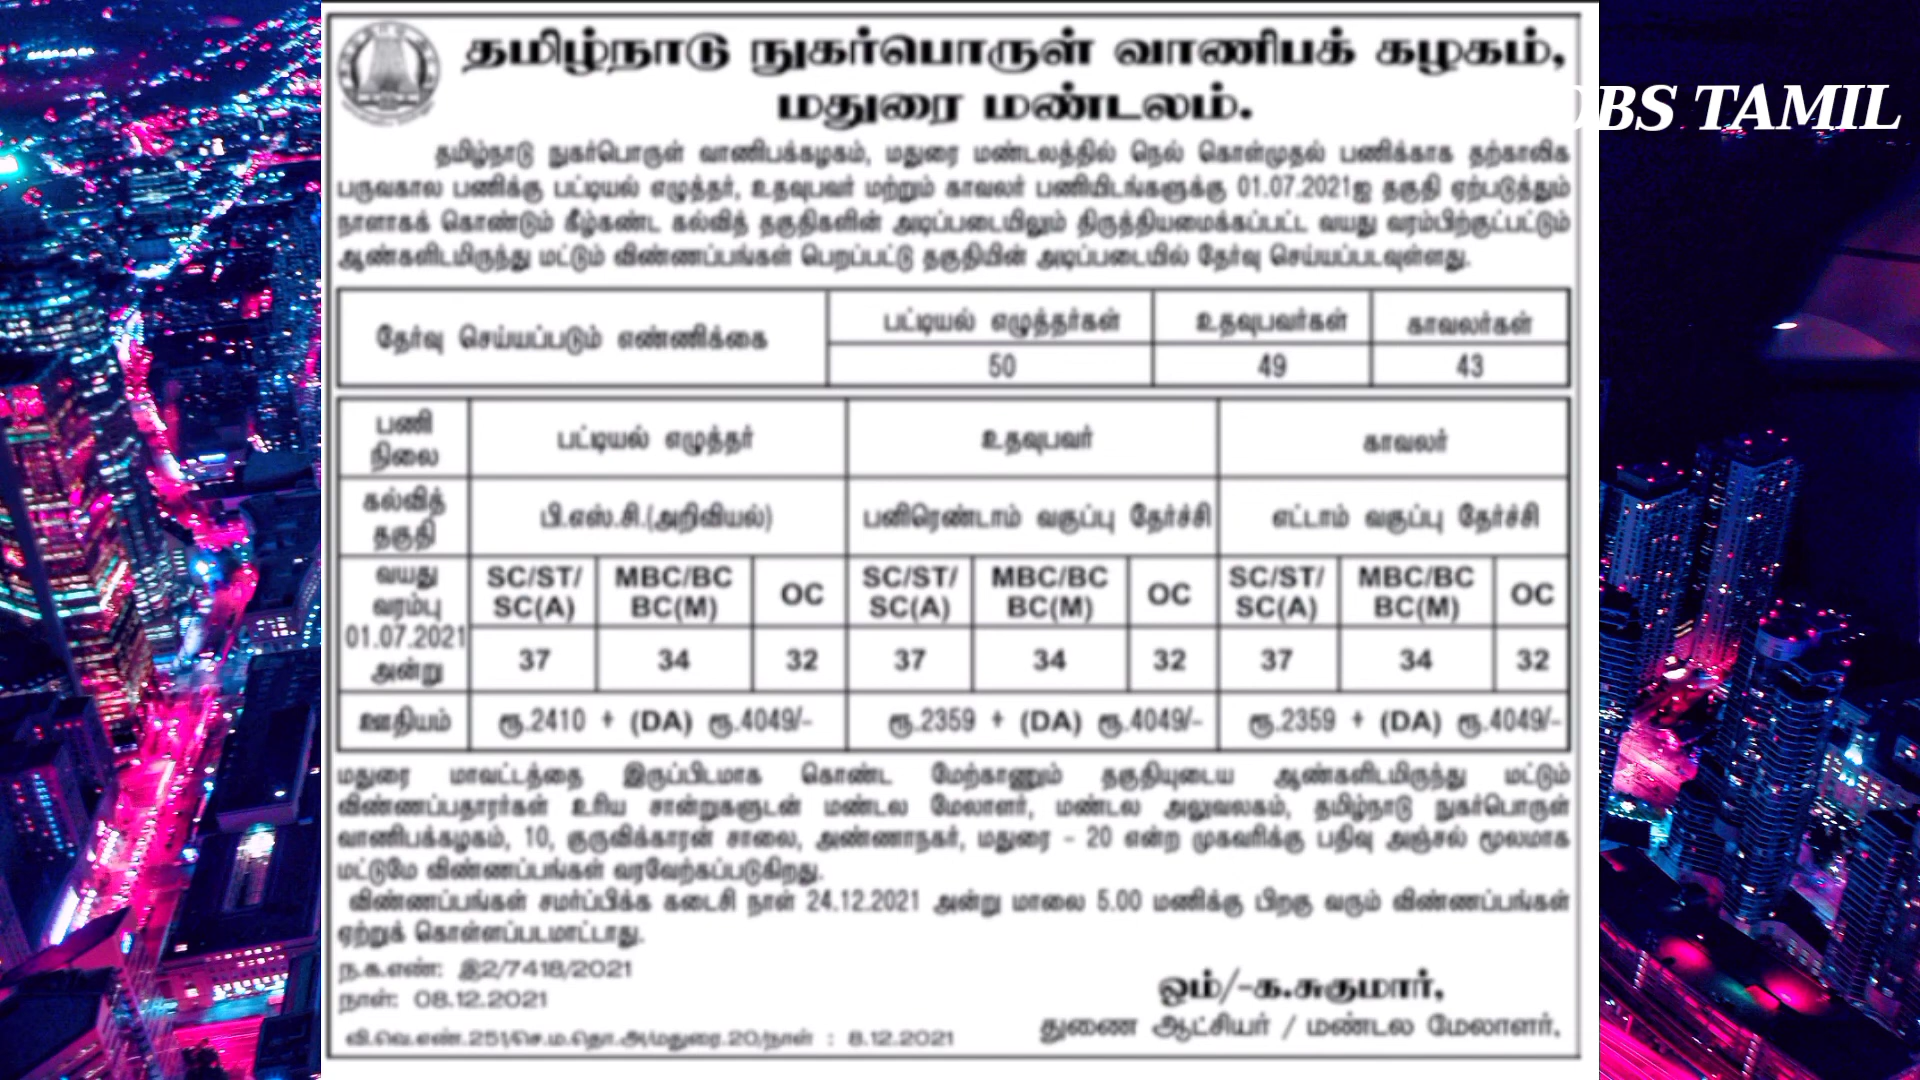 தமிழ்நாடு நுகர்பொருள் வாணிபக் கழகம்,
மதுரை மண்டலம்.
BS TAMIL
தமிழ்நாடு நுகர்பொருள் வாணிபக்கழகம், மதுரை மண்டலத்தில் நெல் கொள்முதல் பணிக்காக தற்காலிக
பருவகால பணிக்கு பட்டியல் எழுத்தர், உதவுபவர் மற்றும் காவலர் பணியிடங்களுக்கு 01.07.2021ஐ தகுதி ஏற்படுத்தும்
நாளாகக் கொண்டும் கீழ்கண்ட கல்வித் தகுதிகளின் அடிப்படையிலும் திருத்தியமைக்கப்பட்ட வயது வரம்பிற்குட்பட்டும்
ஆண்களிடமிருந்து மட்டும் விண்ணப்பங்கள் பெறப்பட்டு தகுதியின் அடிப்படையில் தேர்வு செய்யப்படவுள்ளது.
தேர்வு செய்யப்படும் எண்ணிக்கை பட்டியல் எழுத்தர்கள் உதவுபவர்கள் காவலர்கள்
50 49 43
பணி நிலை பட்டியல் எழுத்தர் உதவுபவர் காவலர்
கல்வித் தகுதி பி.எஸ்.சி.(அறிவியல்) பனிரெண்டாம் வகுப்பு தேர்ச்சி எட்டாம் வகுப்பு தேர்ச்சி
வயது வரம்பு 01.07.2021 அன்று SC/ST/ SC(A) MBC/BC BC(M) OC SC/ST/ SC(A) MBC/BC BC(M) OC SC/ST/ SC(A) MBC/BC BC(M) OC
37 34 32 37 34 32 37 34 32
ஊதியம் ரூ.2410 + (DA) ரூ.4049/- ரூ.2359 + (DA) ரூ.4049/- ரூ.2359 + (DA) ரூ.4049/-
மதுரை மாவட்டத்தை இருப்பிடமாக கொண்ட மேற்காணும் தகுதியுடைய ஆண்களிடமிருந்து மட்டும்
விண்ணப்பதாரர்கள் உரிய சான்றுகளுடன் மண்டல மேலாளர், மண்டல அலுவலகம், தமிழ்நாடு நுகர்பொருள்
வாணிபக்கழகம், 10, குருவிக்காரன் சாலை, அண்ணாநகர், மதுரை - 20 என்ற முகவரிக்கு பதிவு அஞ்சல் மூலமாக
மட்டுமே விண்ணப்பங்கள் வரவேற்கப்படுகிறது.
விண்ணப்பங்கள் சமர்ப்பிக்க கடைசி நாள் 24.12.2021 அன்று மாலை 5.00 மணிக்கு பிறகு வரும் விண்ணப்பங்கள்
ஏற்றுக் கொள்ளப்படமாட்டாது.
ந.க.எண்: இ2/7418/2021
நாள்: 08.12.2021
ஒம்/-க.சுகுமார்,
துணை ஆட்சியர் / மண்டல மேலாளர்,
வி.வெ.எண்.251/செ.ம.தொ.அ/மதுரை.20/நாள் : 8.12.2021